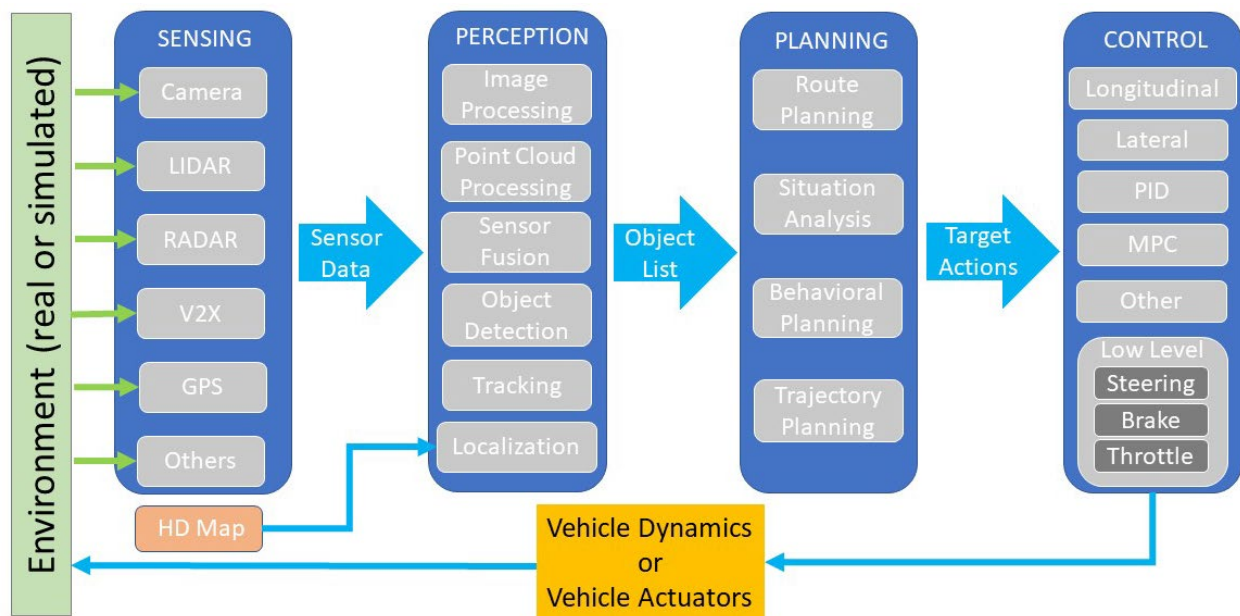 Environment (real or simulated)
SENSING
Camera
LIDAR
RADAR
V2X
GPS
Others
HD Map
Sensor
Data
PERCEPTION
Image
Processing
Point Cloud
Processing
Sensor
Fusion
Object
Detection
Tracking
Localization
Object
List
PLANNING
Route
Planning
Situation
Analysis
Behavioral
Planning
Trajectory
Planning
Target
Actions
CONTROL
Longitudinal
Lateral
PID
MPC
Other
Low Level
Steering
Brake
Throttle
Vehicle Dynamics
or
Vehicle Actuators